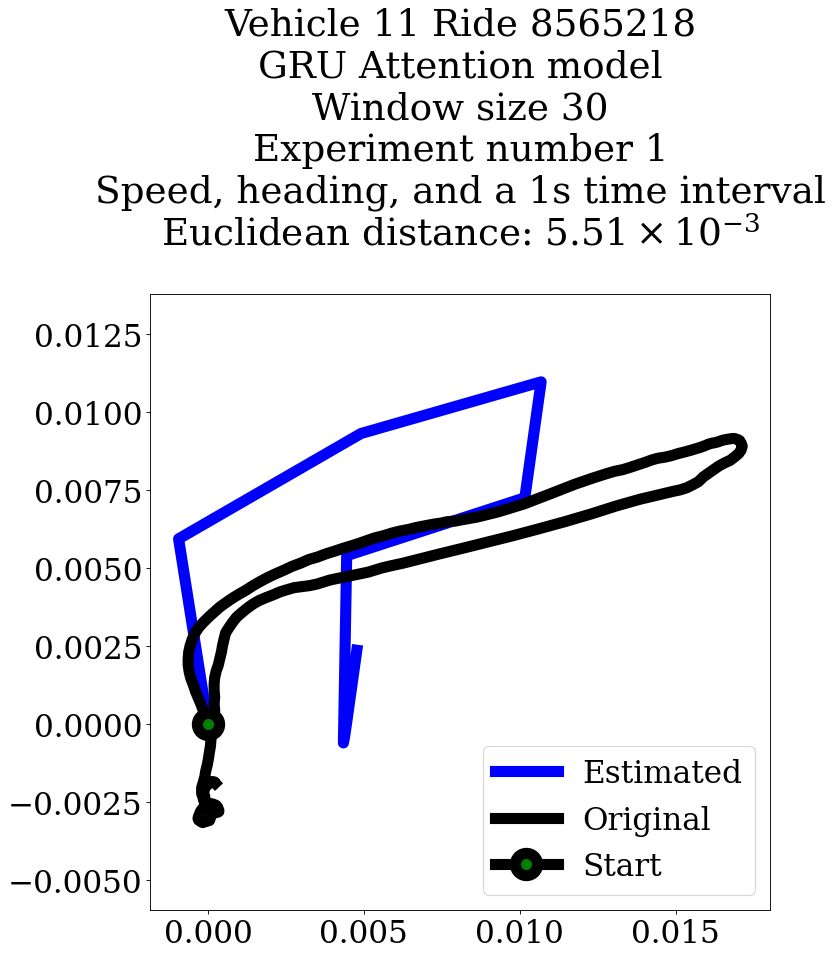 Vehicle 11 Ride 8565218
GRU Attention model
Window size 30
Experiment number 1
Speed, heading, and a 1s time interval
Euclidean distance: 5.51 × 10⁻³
0.0125
0.0100
0.0075
0.0050
0.0025
0.0000
−0.0025
−0.0050
Estimated
Original
Start
0.000 0.005 0.010 0.015